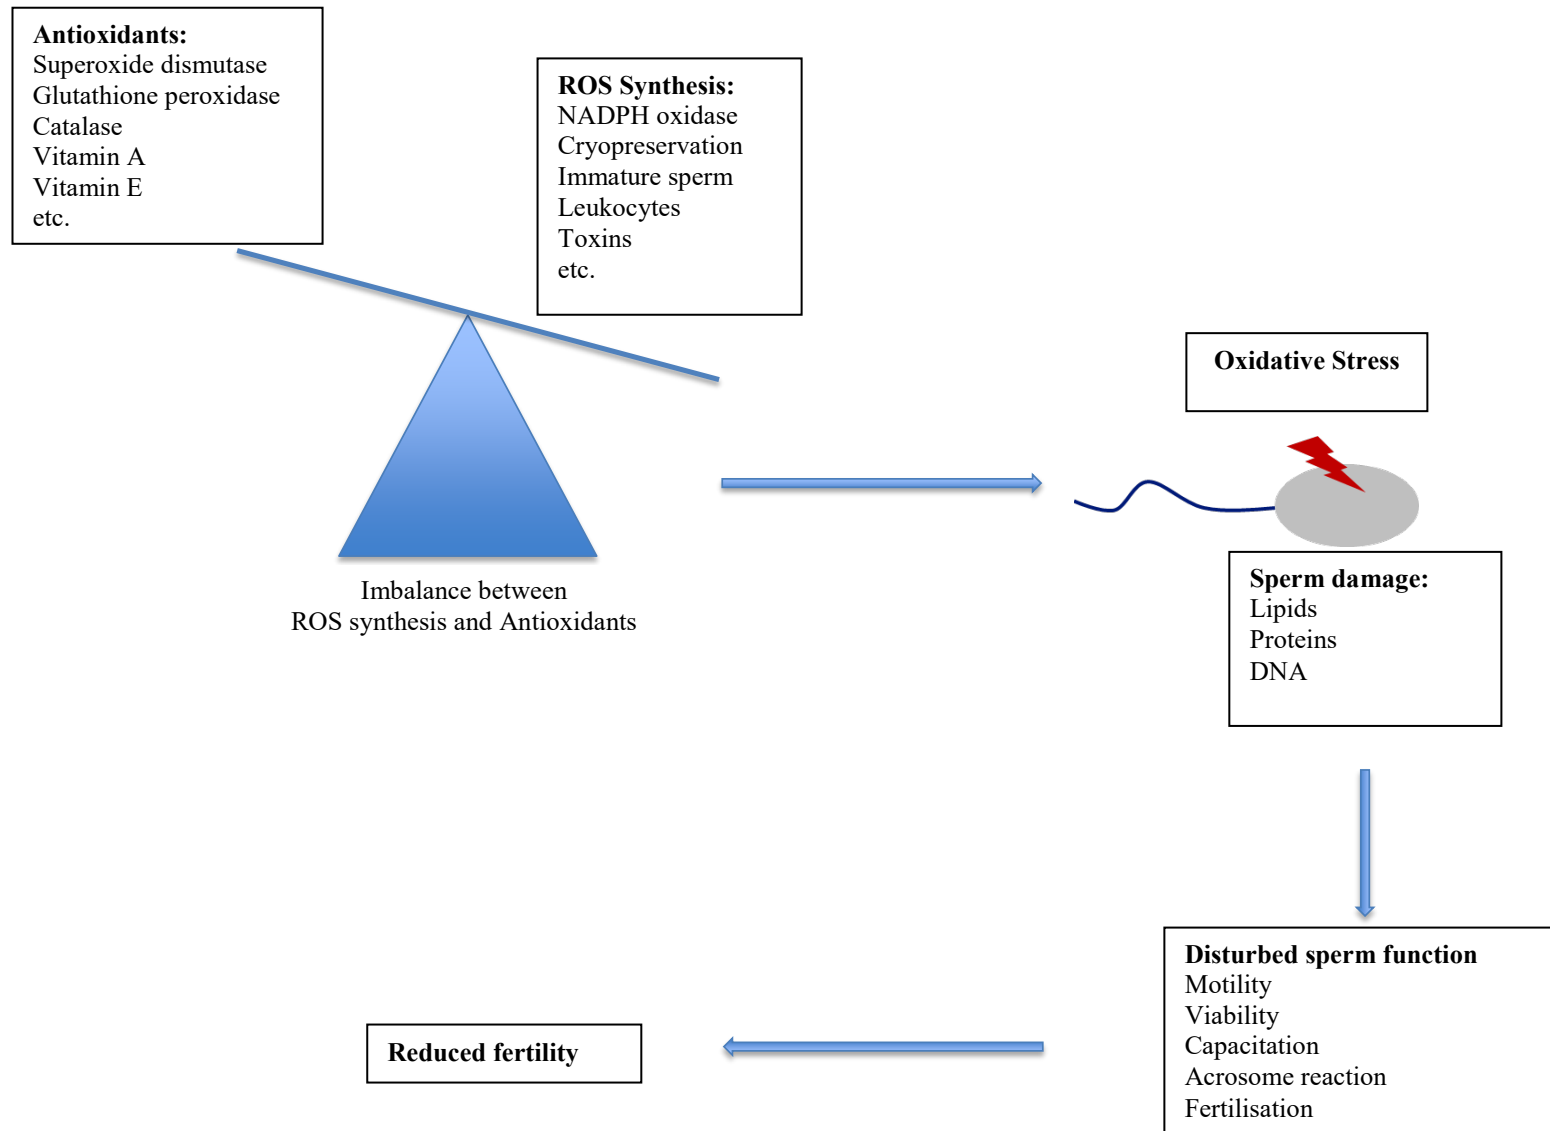 Antioxidants:
Superoxide dismutase
Glutathione peroxidase
Catalase
Vitamin A
Vitamin E
etc.
ROS Synthesis:
NADPH oxidase
Cryopreservation
Immature sperm
Leukocytes
Toxins
etc.
Imbalance between
ROS synthesis and Antioxidants
Oxidative Stress
Sperm damage:
Lipids
Proteins
DNA
Disturbed sperm function
Motility
Viability
Capacitation
Acrosome reaction
Fertilisation
Reduced fertility